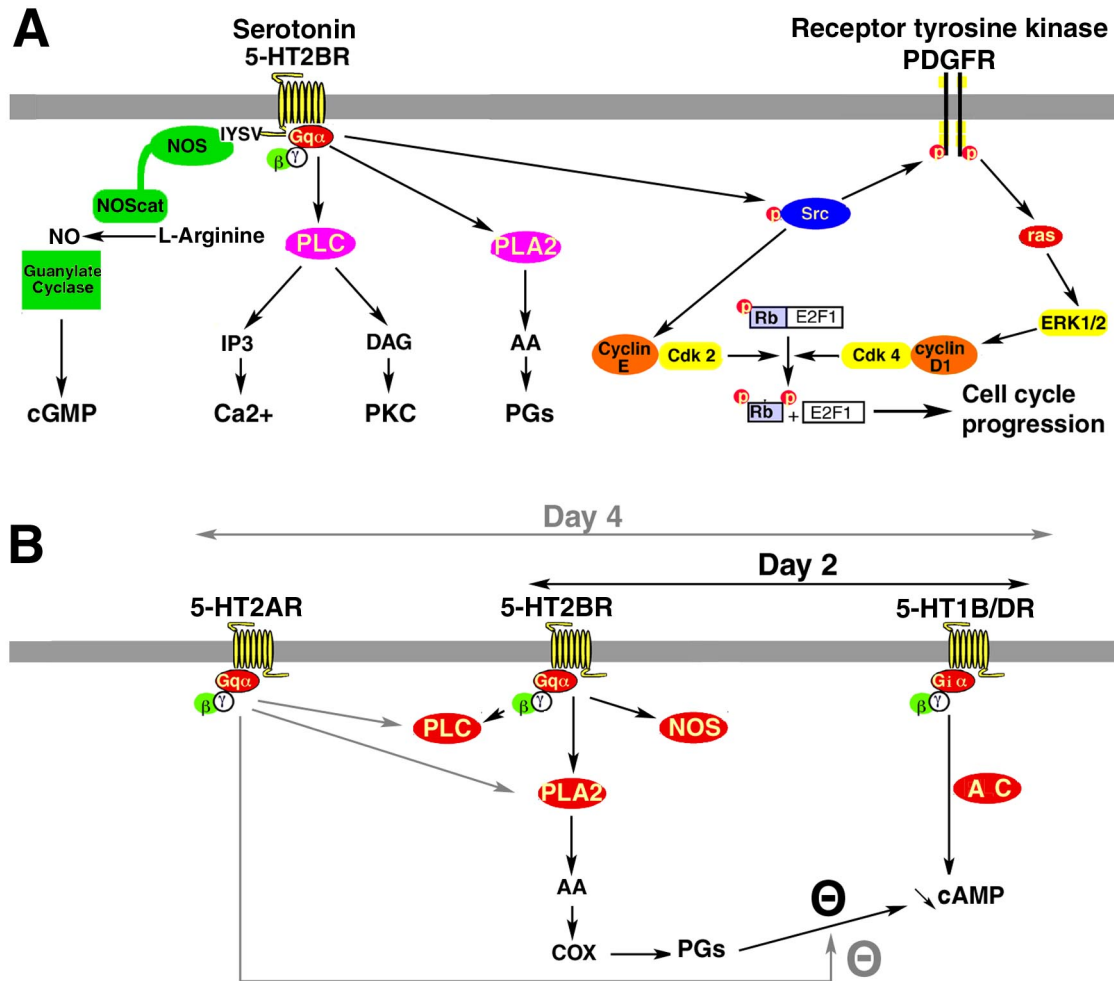 A
Serotonin
5-HT2BR
Receptor tyrosine kinase
PDGFR
NOS
IYSV
Gqα
β
γ
p
p
NOScat
p
Src
NO
L-Arginine
PLC
PLA2
ras
Guanylate
Cyclase
p
Rb
E2F1
ERK1/2
IP3
DAG
AA
Cyclin
E
Cdk 2
Cdk 4
cyclin
D1
cGMP
Ca2+
PKC
PGs
p
p
Rb
+
E2F1
Cell cycle
progression
Day 4
B
Day 2
5-HT2AR
5-HT2BR
5-HT1B/DR
Gqα
β
γ
Gqα
β
γ
Gi α
β
γ
PLC
NOS
PLA2
A C
AA
Θ
cAMP
COX
PGs
Θ